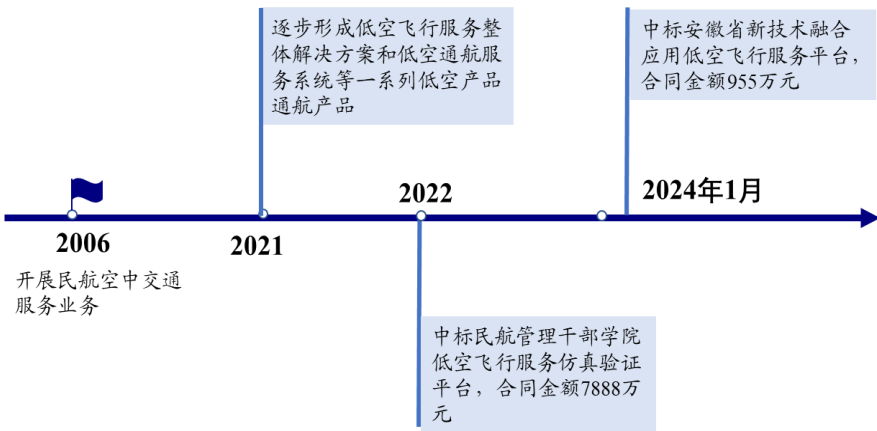 逐步形成低空飞行服务整
体解决方案和低空通航服
务系统等一系列低空产品
通航产品
中标安徽省新技术融合
应用低空飞行服务平台，
合同金额955万元
2022
2024年1月
2006
2021
开展民航空中交通
服务业务
中标民航管理干部学院
低空飞行服务仿真验证
平台，合同金额7888万
元